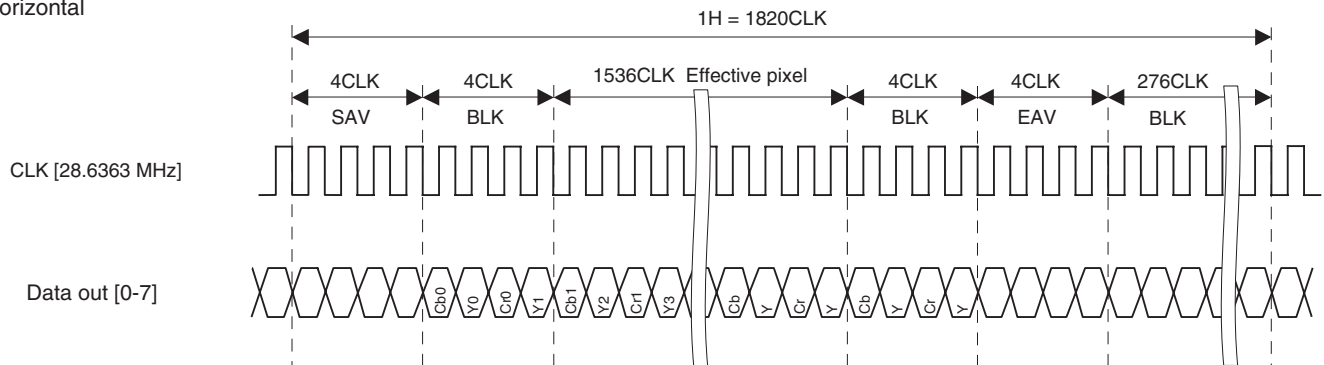 orizontal
1H = 1820CLK
4CLK 4CLK 1536CLK Effective pixel 4CLK 4CLK 276CLK
SAV BLK BLK EAV BLK
CLK [28.6363 MHz]
Data out [0-7]
Cb0 Y0 Cr0 Y1 Cb1 Y2 Cr1 Y3 Cb Y Cr Y Cb Y Cr Y